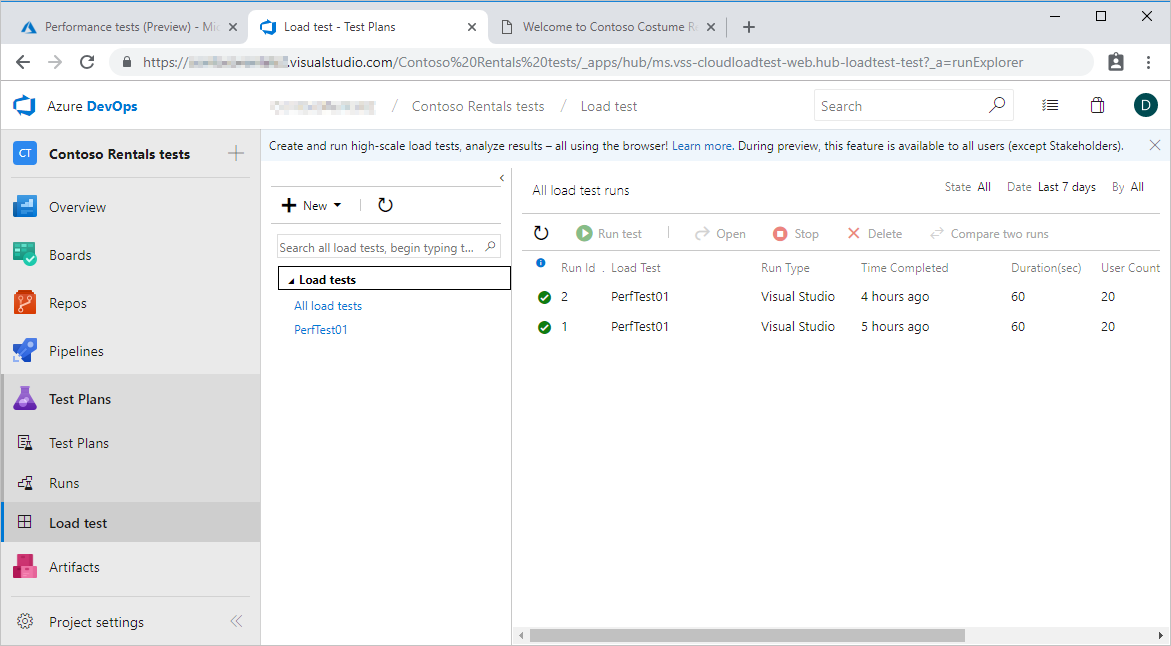 Performance tests (Preview) - Mi
Load test - Test Plans
Welcome to Contoso Costume R
https://
.visualstudio.com/Contoso%20Rentals%20tests/_apps/hub/ms.vss-cloudloadtest-web.hub-loadtest-test?_a=runExplorer
Azure DevOps
/ Contoso Rentals tests / Load test
Search
D
CT
Contoso Rentals tests
Overview
Boards
Repos
Pipelines
Test Plans
Test Plans
Runs
Load test
Artifacts
Project settings
Create and run high-scale load tests, analyze results – all using the browser! Learn more. During preview, this feature is available to all users (except Stakeholders).
New
Search all load tests, begin typing t...
Load tests
All load tests
PerfTest01
All load test runs
State All Date Last 7 days By All
Run test Open Stop Delete Compare two runs
Run Id . Load Test Run Type Time Completed Duration(sec) User Count
2 PerfTest01 Visual Studio 4 hours ago 60 20
1 PerfTest01 Visual Studio 5 hours ago 60 20